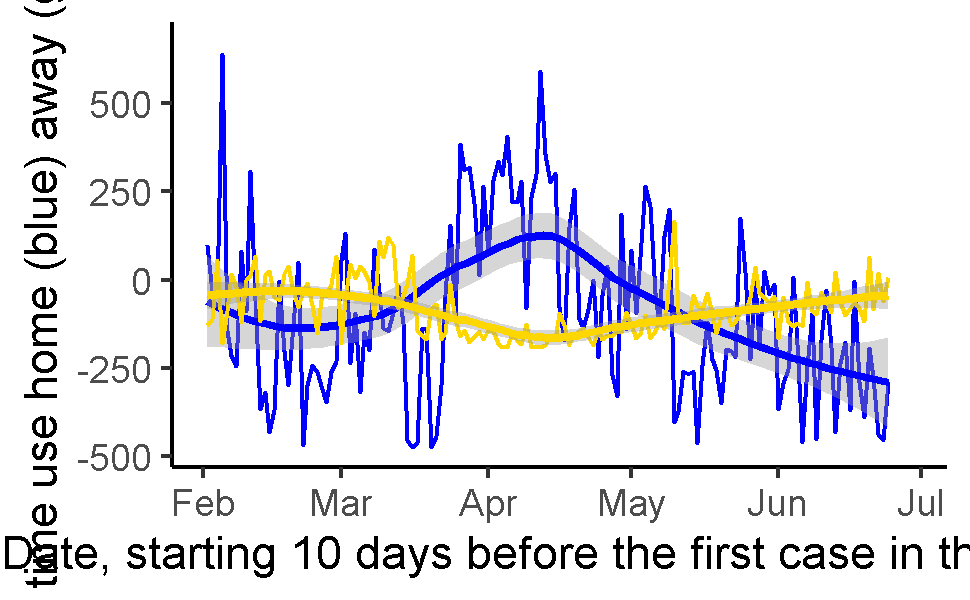 time use home (blue) away (
500
250
0
-250
-500
Feb Mar Apr May Jun Jul
Date, starting 10 days before the first case in th